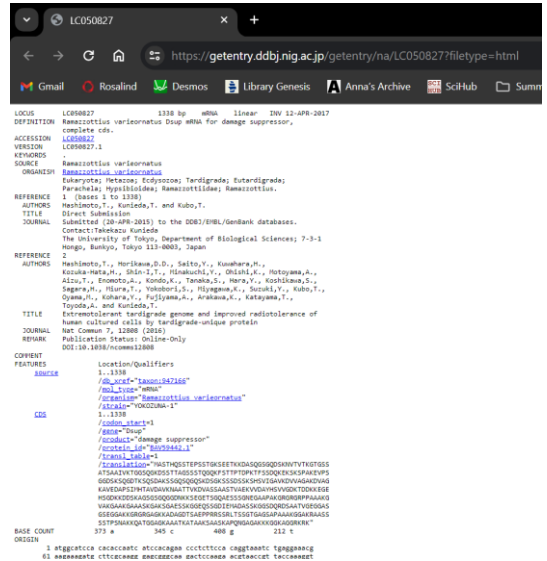 LC050827
https://getentry.ddbj.nig.ac.jp/getentry/na/LC050827?filetype=html
Gmail Rosalind Desmos Library Genesis Anna's Archive SciHub Summ
LOCUS LC050827 1338 bp mRNA linear INV 12-APR-2017
DEFINITION Ramazzottius varieornatus Dsup mRNA for damage suppressor,
complete cds.
ACCESSION LC050827
VERSION LC050827.1
KEYWORDS .
SOURCE Ramazzottius varieornatus
ORGANISM Ramazzottius varieornatus
Eukaryota; Metazoa; Ecdysozoa; Tardigrada; Eutardigrada;
Parachela; Hypsibioidea; Ramazzottiidae; Ramazzottius.
REFERENCE 1 (bases 1 to 1338)
AUTHORS Hashimoto,T., Kunieda,T. and Kubo,T.
TITLE Direct Submission
JOURNAL Submitted (20-APR-2015) to the DDBJ/EMBL/GenBank databases.
Contact:Takekazu Kunieda
The University of Tokyo, Department of Biological Sciences; 7-3-1
Hongo, Bunkyo, Tokyo 113-0003, Japan
REFERENCE 2
AUTHORS Hashimoto,T., Horikawa,D.D., Saito,Y., Kuwahara,H.,
Kozuka-Hata,H., Shin-I,T., Minakuchi,Y., Ohishi,K., Motoyama,A.,
Aizu,T., Enomoto,A., Kondo,K., Tanaka,S., Hara,Y., Koshikawa,S.,
Sagara,H., Miura,T., Yokobori,S., Miyagawa,K., Suzuki,Y., Kubo,T.,
Oyama,M., Kohara,Y., Fujiyama,A., Arakawa,K., Katayama,T.,
Toyoda,A. and Kunieda,T.
TITLE Extremotolerant tardigrade genome and improved radiotolerance of
human cultured cells by tardigrade-unique protein
JOURNAL Nat Commun 7, 12808 (2016)
REMARK Publication Status: Online-Only
DOI:10.1038/ncomms12808
COMMENT
FEATURES Location/Qualifiers
source 1..1338
/db_xref="taxon:947166"
/mol_type="mRNA"
/organism="Ramazzottius varieornatus"
/strain="YOKOZUNA-1"
CDS 1..1338
/codon_start=1
/gene="Dsup"
/product="damage suppressor"
/protein_id="BAV59442.1"
/transl_table=1
BASE COUNT 373 a 345 c 408 g 212 t
ORIGIN
1 atggcatcca cacaccaatc atccacagaa ccctcttcca caggtaaatc tgaggaaacg